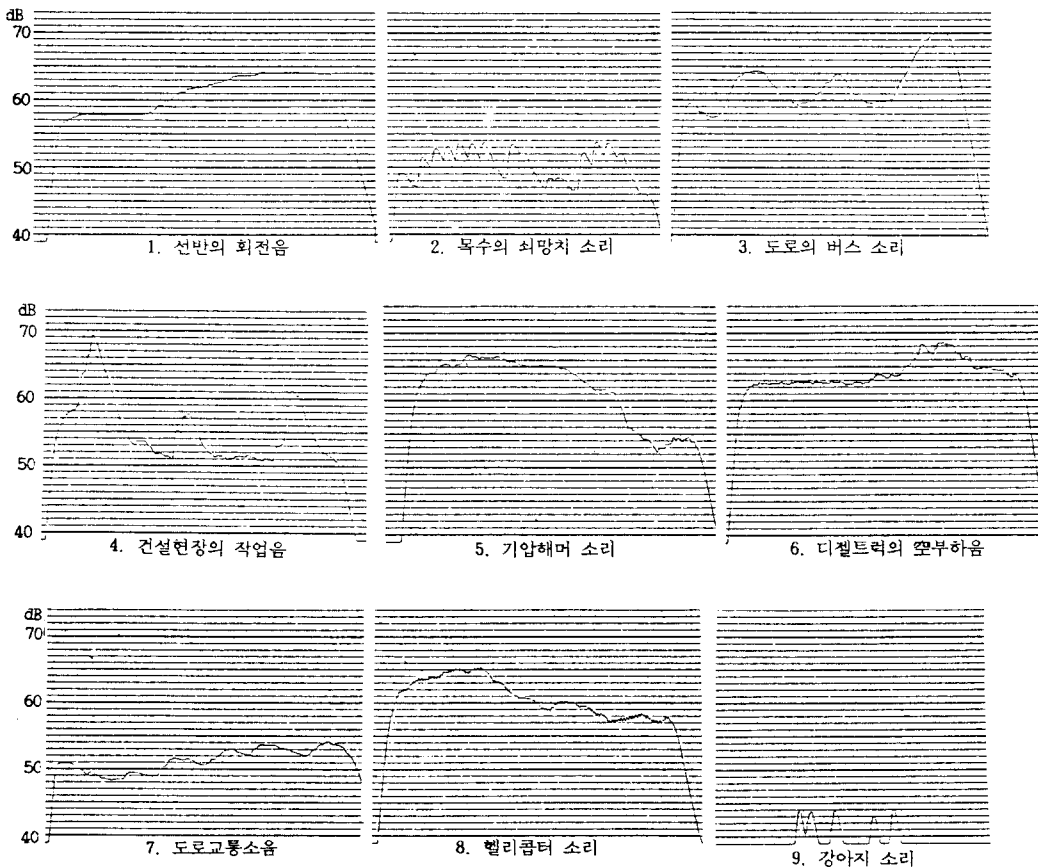 dB
70
60
50
40
1. 선반의 회전음
2. 목수의 쇠망치 소리
3. 도로의 버스 소리
dB
70
60
50
40
4. 건설현장의 작업음
5. 기압해머 소리
6. 디젤트럭의 空부하음
dB
70
60
50
40
7. 도로교통소음
8. 헬리콥터 소리
9. 강아지 소리